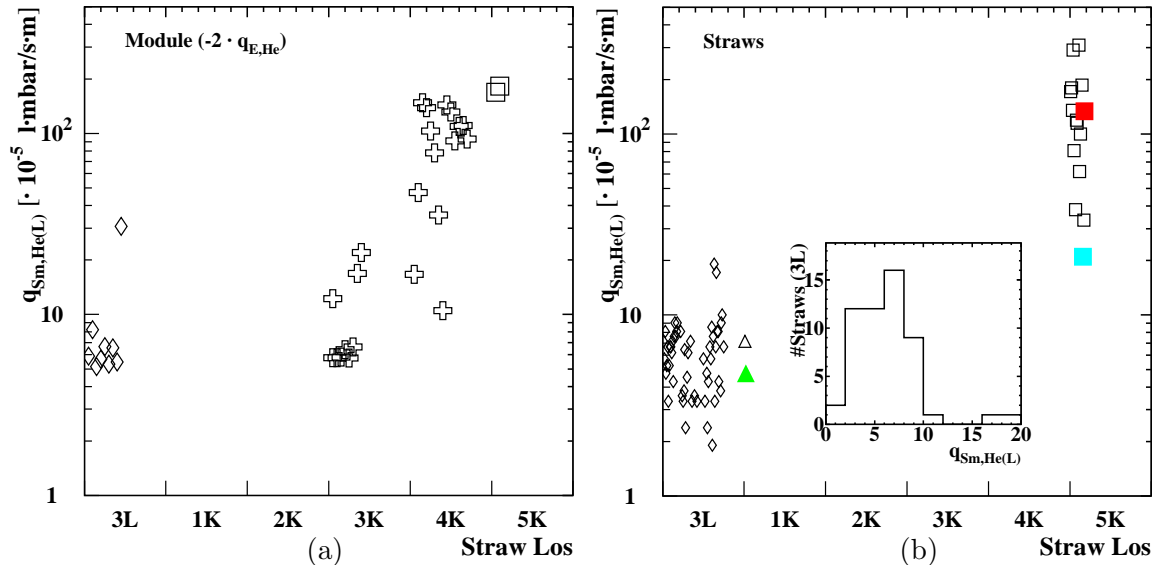 Module (-2 · q_E,He)
q_Sm,He(L) [· 10^-5 l·mbar/s·m]
10^2
10
1
3L 1K 2K 3K 4K 5K
Straw Los
(a)
Straws
q_Sm,He(L) [· 10^-5 l·mbar/s·m]
10^2
10
1
#Straws (3L)
15
10
5
0
0 5 10 15 20
q_Sm,He(L)
3L 1K 2K 3K 4K 5K
Straw Los
(b)